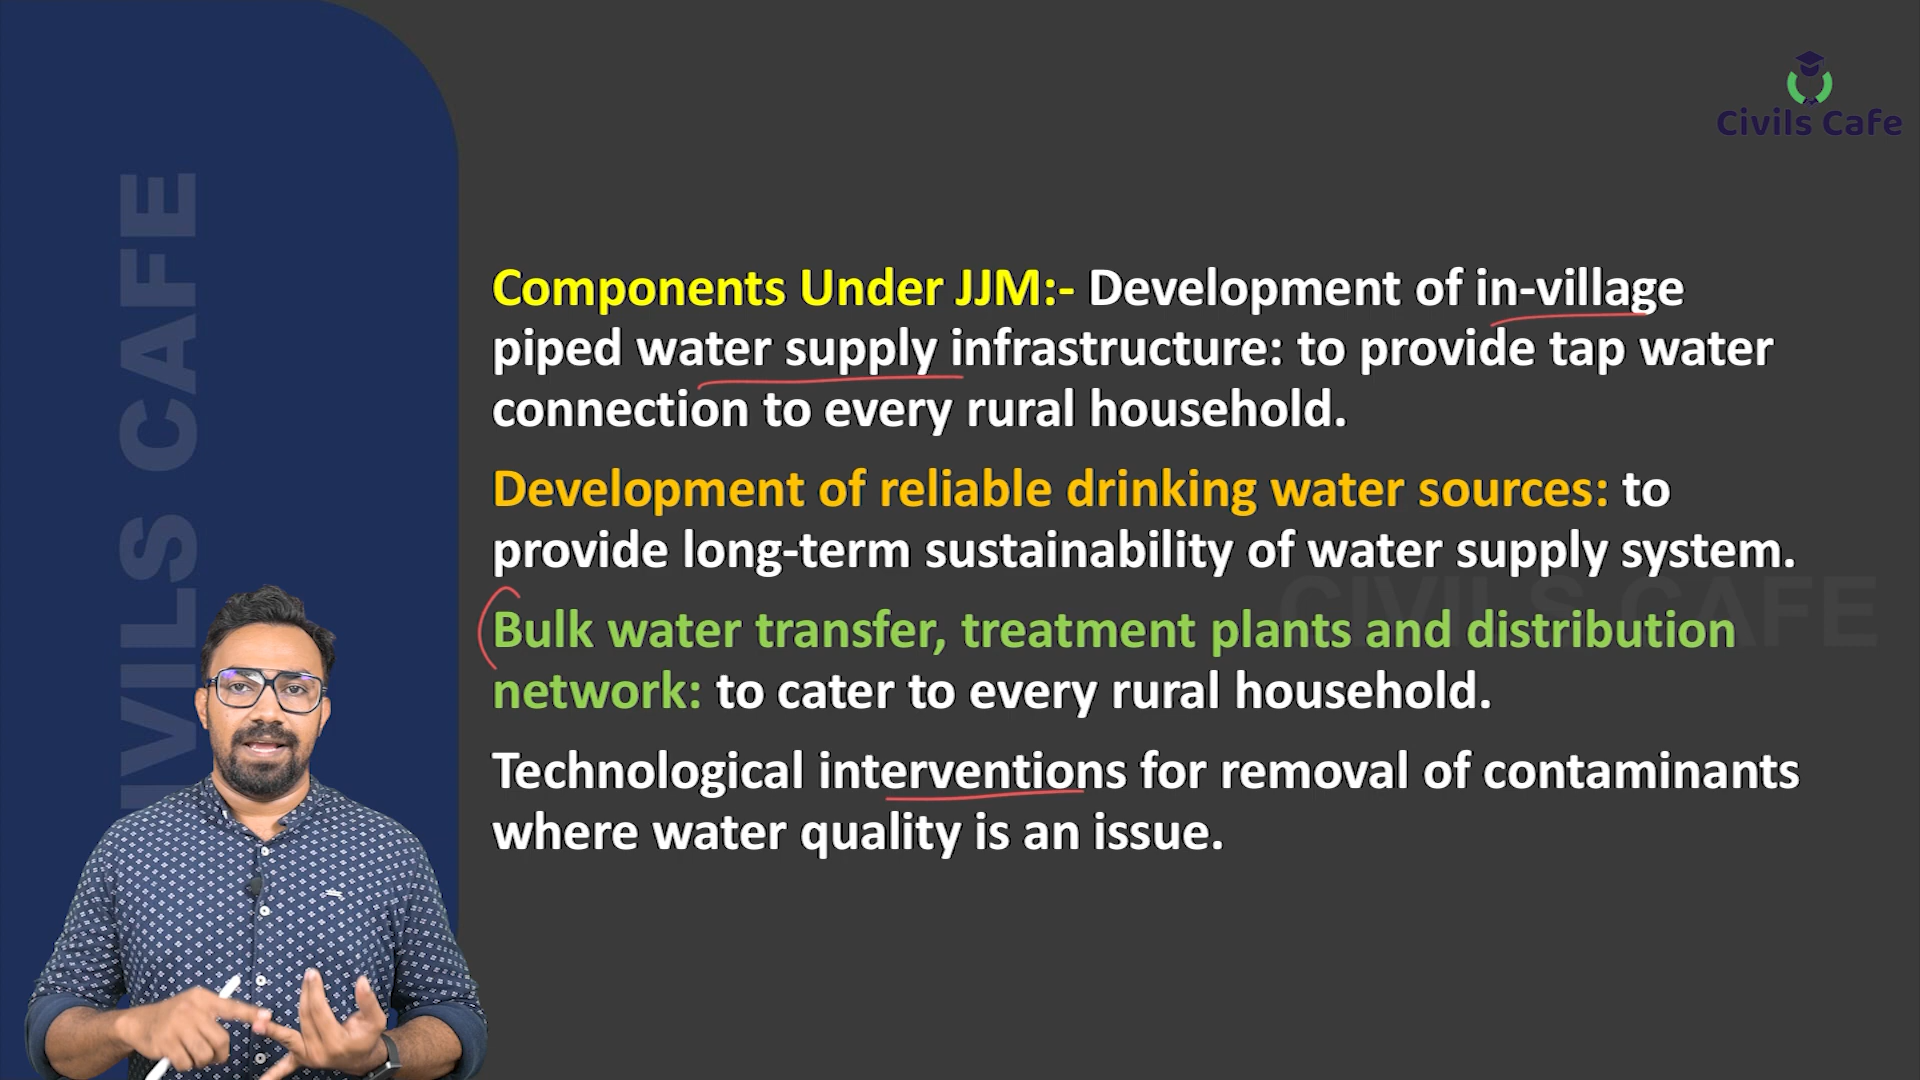 Civils Cafe
Components Under JJM:- Development of in-village
piped water supply infrastructure: to provide tap water
connection to every rural household.
Development of reliable drinking water sources: to
provide long-term sustainability of water supply system.
CIVILS CAFE
Bulk water transfer, treatment plants and distribution
network: to cater to every rural household.
Technological interventions for removal of contaminants
where water quality is an issue.
IVILS CAFE